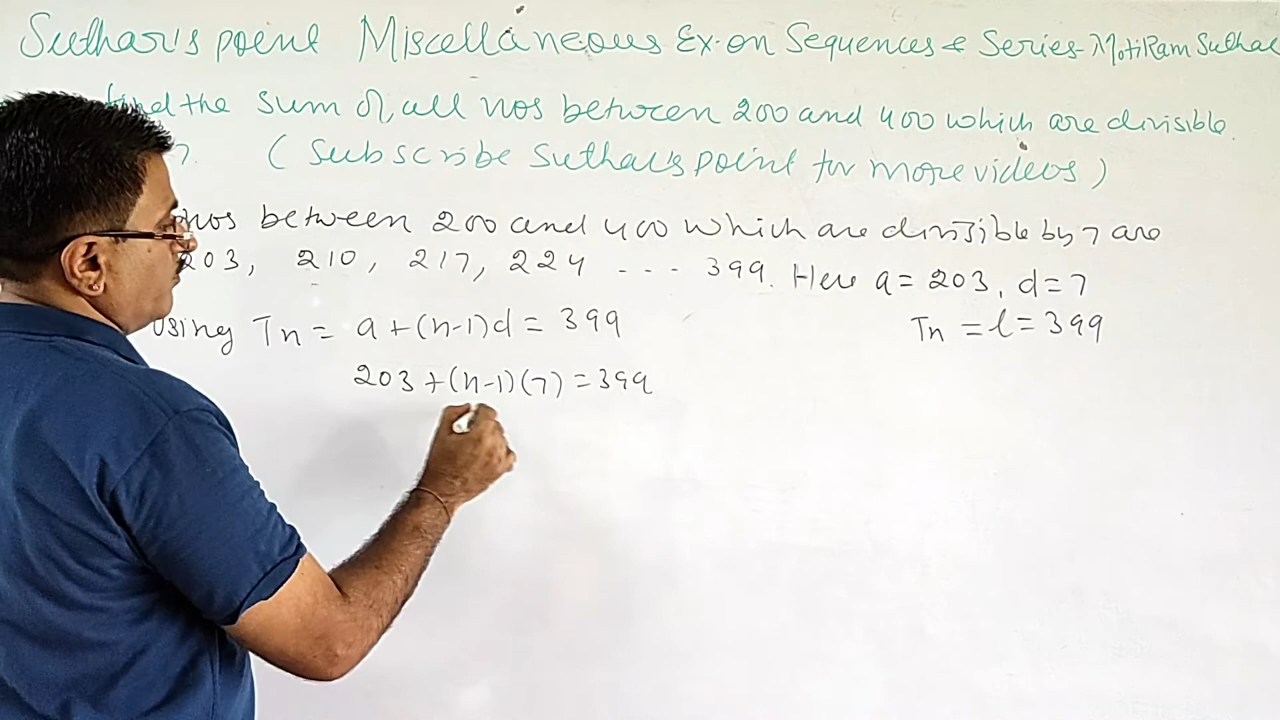 Suthar's point Miscellaneous Ex. on Sequences & Series - MotiRam Suthar
find the sum of all nos between 200 and 400 which are divisible
7. (Subscribe Suthar's point for more videos)
nos between 200 and 400 which are divisible by 7 are
203, 210, 217, 224 --- 399. Here a = 203, d = 7
Using Tn = a + (n-1)d = 399 Tn = l = 399
203 + (n-1)(7) = 399